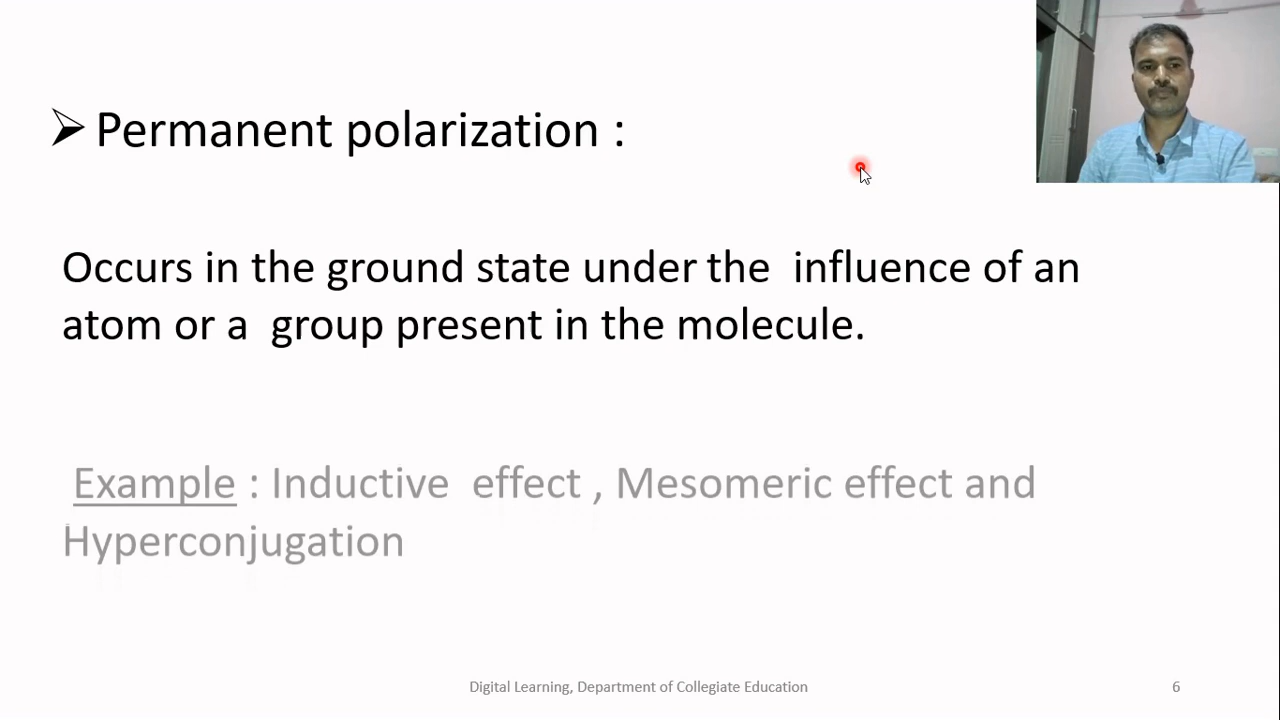 Permanent polarization :
Occurs in the ground state under the influence of an
atom or a group present in the molecule.
Example : Inductive effect , Mesomeric effect and
Hyperconjugation
Digital Learning, Department of Collegiate Education 6